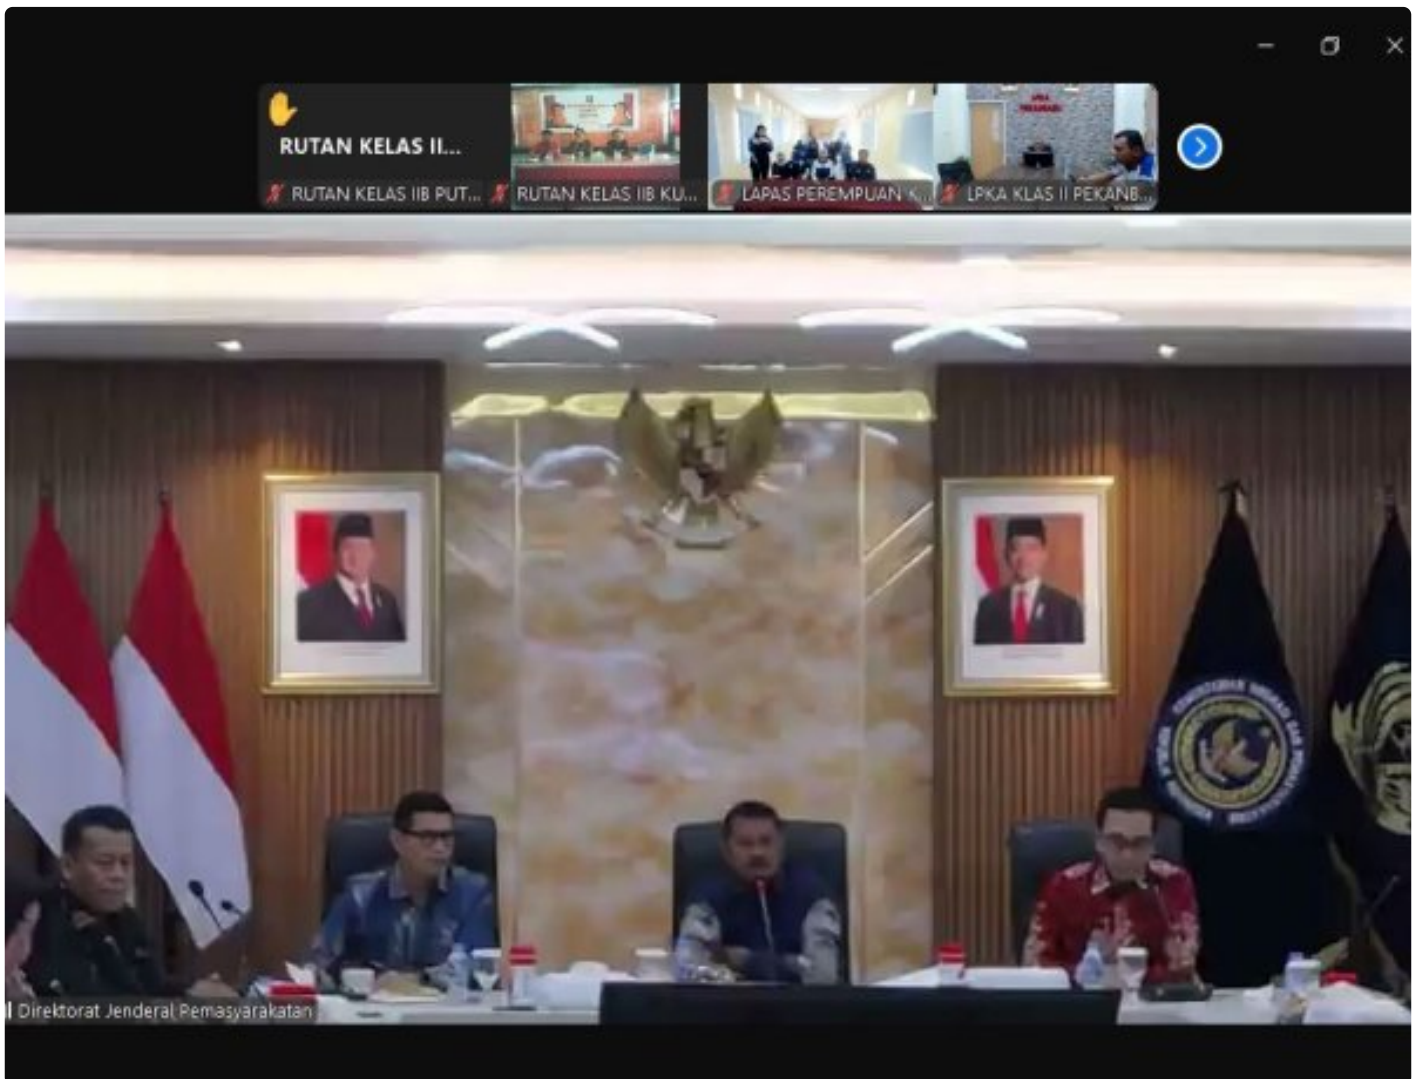 RUTAN KELAS II...
RUTAN KELAS IIB PUT...
RUTAN KELAS IIB KU...
LAPAS PEREMPUAN K...
LPKA KLAS II PEKANB...
Direktorat Jenderal Pemasyarakatan